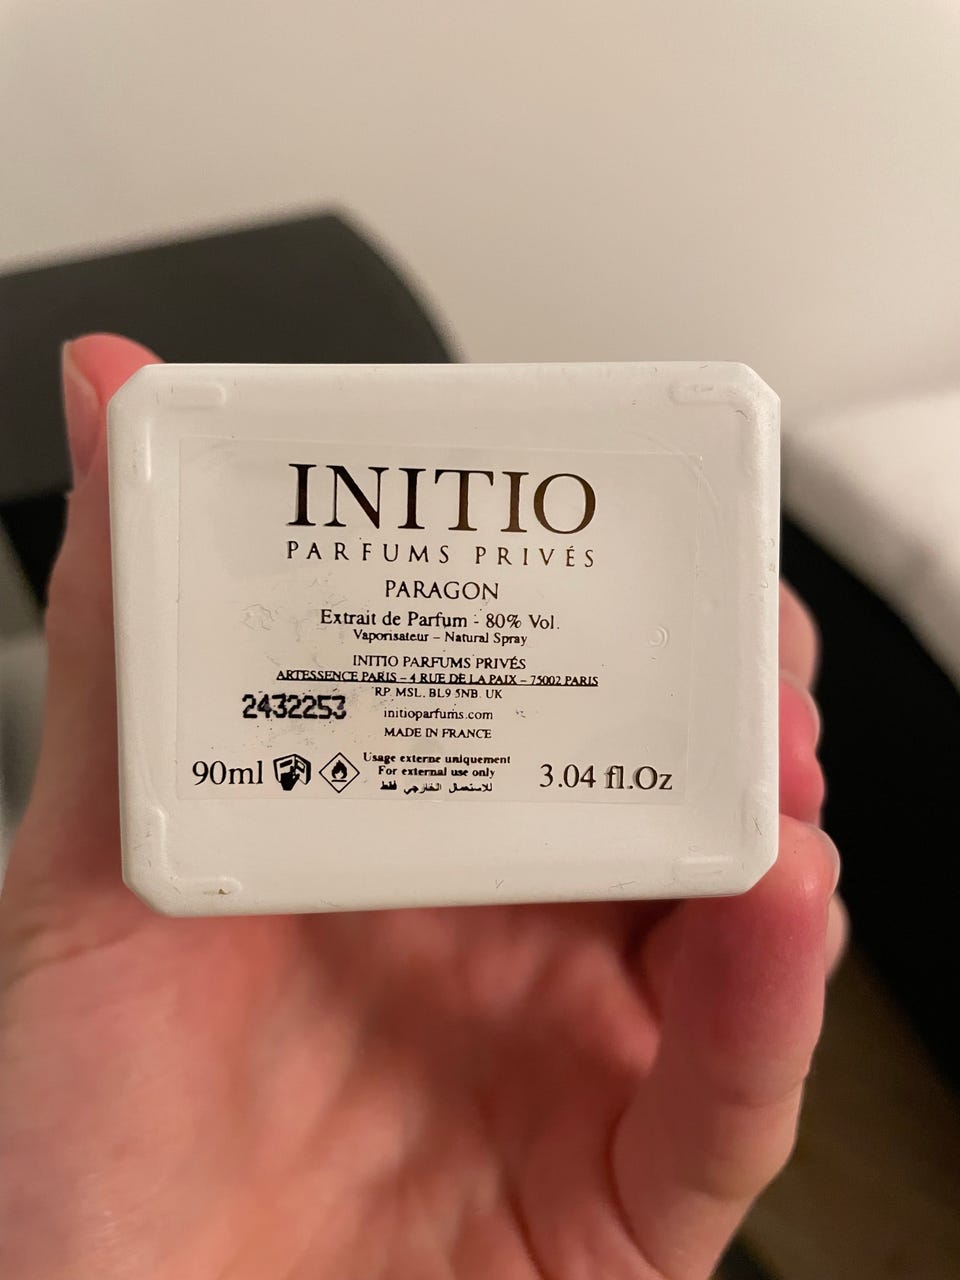 INITIO
PARFUMS PRIVÉS
PARAGON
Extrait de Parfum - 80% Vol.
Vaporisateur – Natural Spray
INITIO PARFUMS PRIVÉS
ARTESSENCE PARIS – 4 RUE DE LA PAIX – 75002 PARIS
RP. MSL. BL9 5NB. UK
2432253
initioparfums.com
MADE IN FRANCE
90ml
Usage externe uniquement
For external use only
للاستعمال الخارجي فقط
3.04 fl.Oz